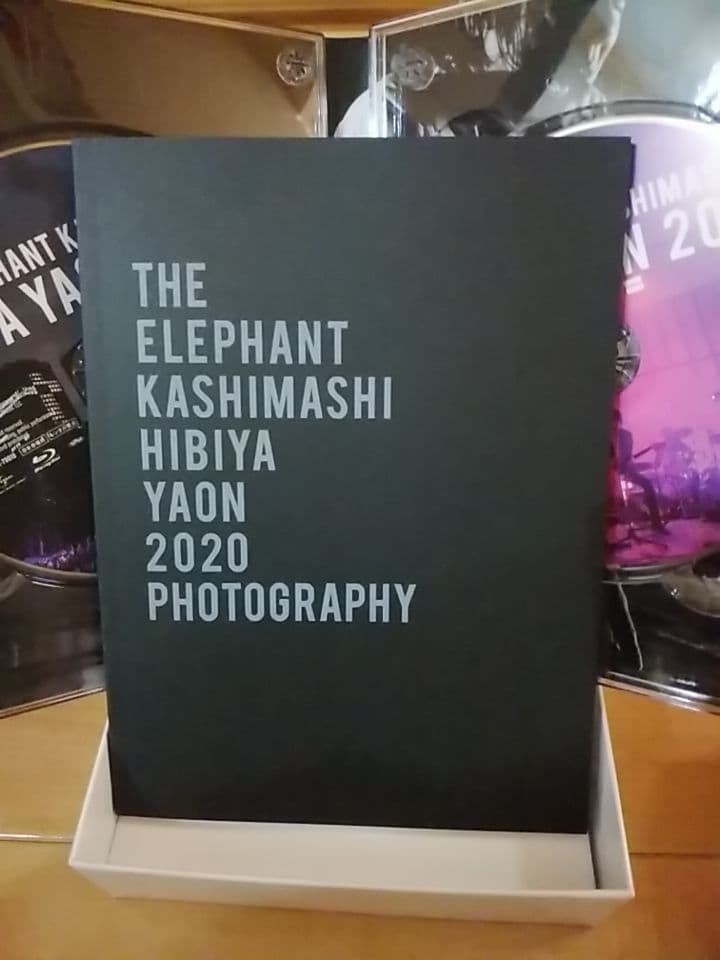 THE
ELEPHANT
KASHIMASHI
HIBIYA
YAON
2020
PHOTOGRAPHY